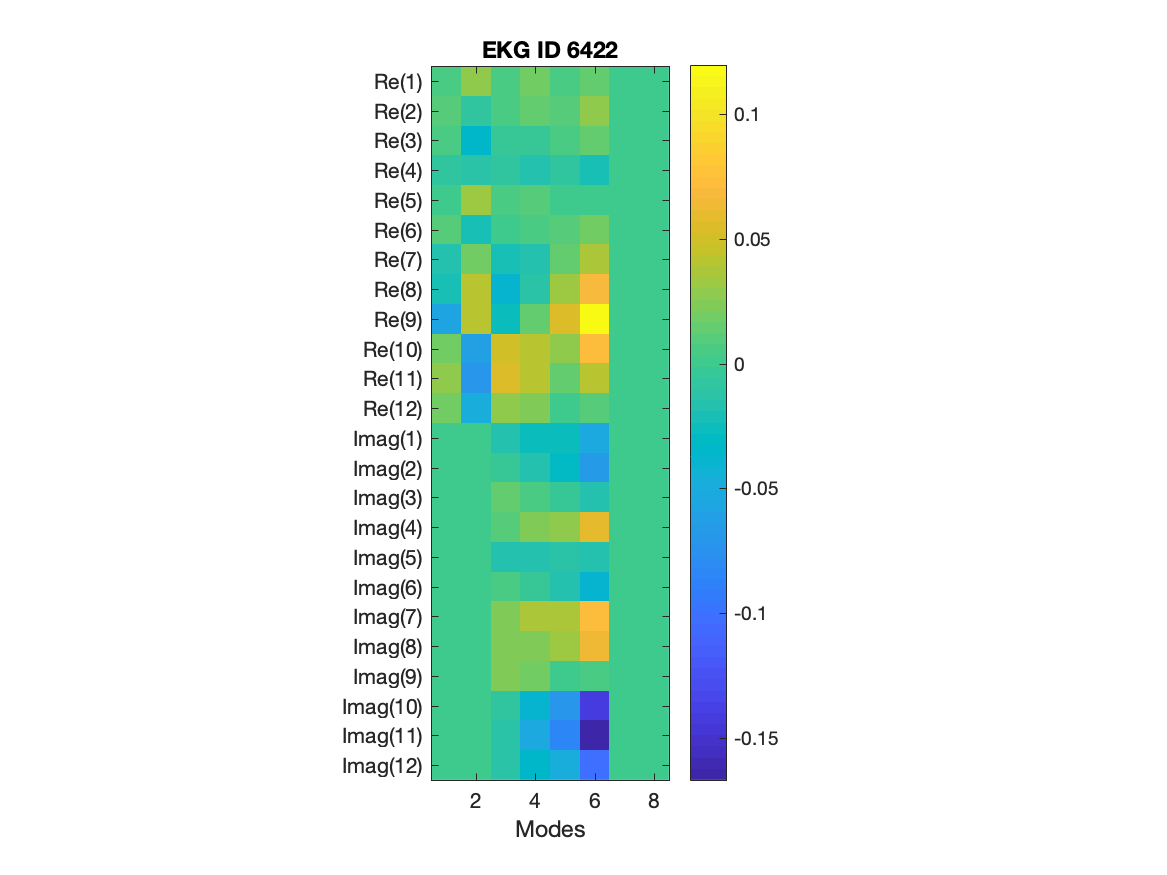 EKG ID 6422
Re(1)
Re(2)
Re(3)
Re(4)
Re(5)
Re(6)
Re(7)
Re(8)
Re(9)
Re(10)
Re(11)
Re(12)
Imag(1)
Imag(2)
Imag(3)
Imag(4)
Imag(5)
Imag(6)
Imag(7)
Imag(8)
Imag(9)
Imag(10)
Imag(11)
Imag(12)
2 4 6 8
Modes
0.1
0.05
0
-0.05
-0.1
-0.15